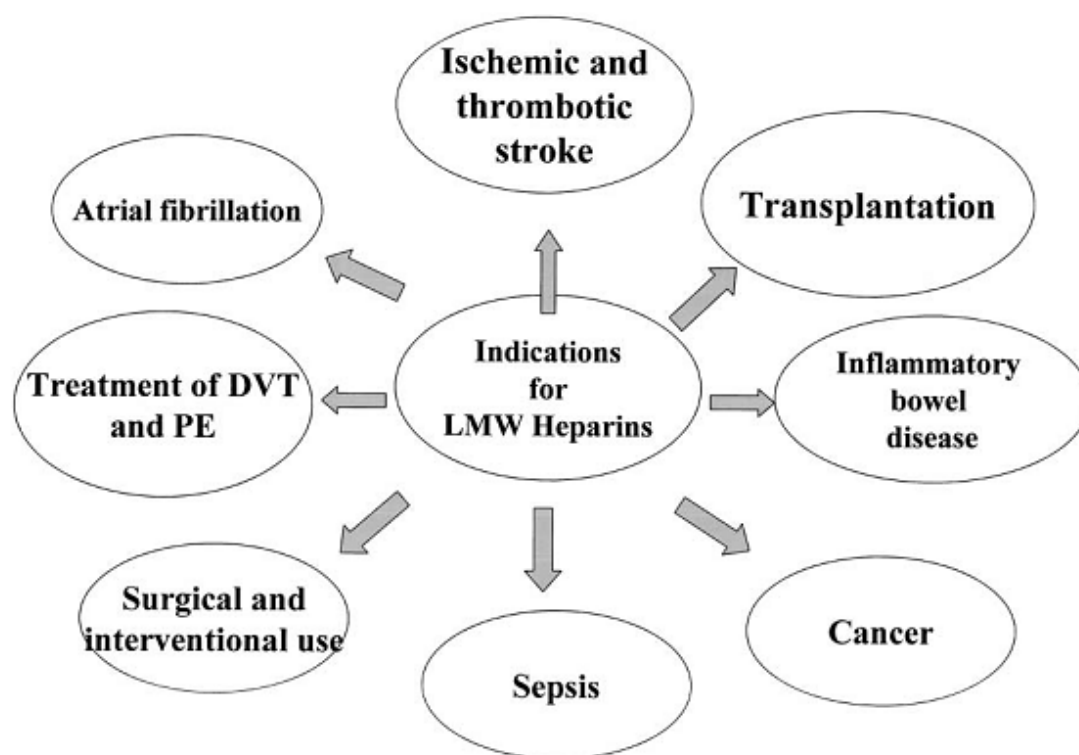 Ischemic and
thrombotic
stroke
Atrial fibrillation
Transplantation
Treatment of DVT
and PE
Indications
for
LMW Heparins
Inflammatory
bowel
disease
Surgical and
interventional use
Sepsis
Cancer